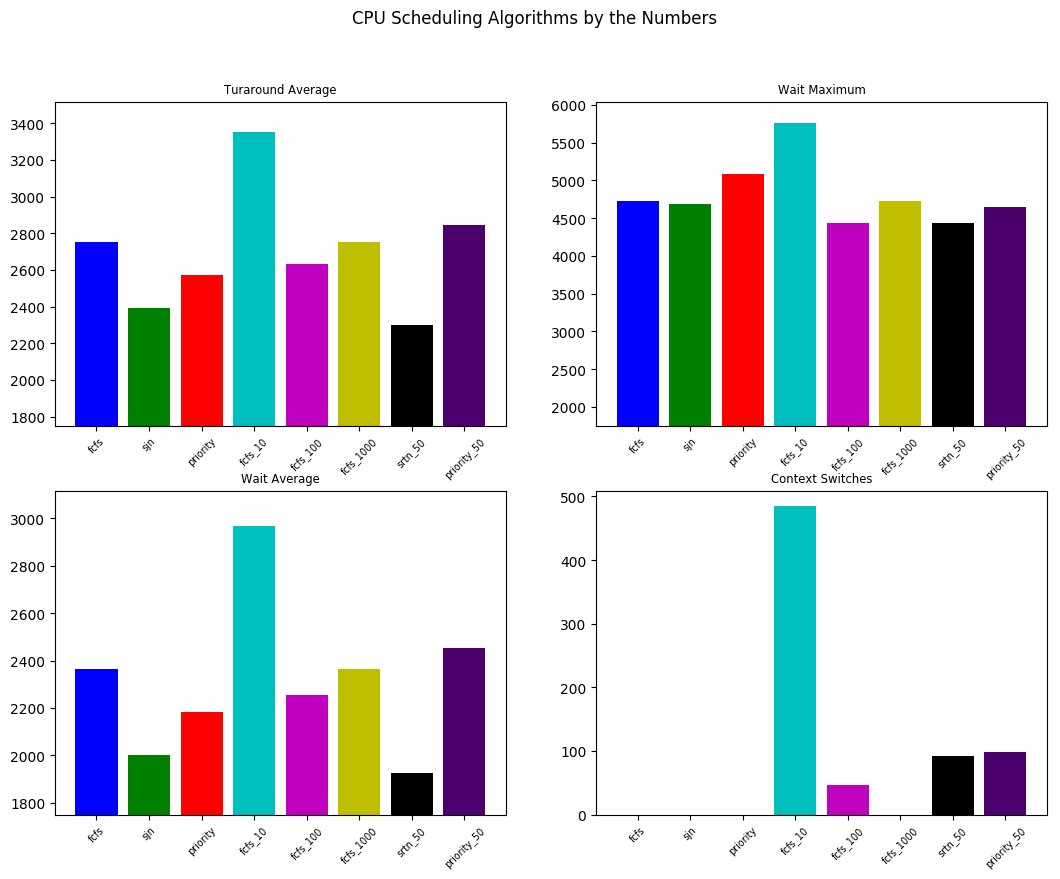 CPU Scheduling Algorithms by the Numbers
Turaround Average
3400
3200
3000
2800
2600
2400
2200
2000
1800
fcfs
sjn
priority
fcfs_10
fcfs_100
fcfs_1000
srtn_50
priority_50
Wait Maximum
6000
5500
5000
4500
4000
3500
3000
2500
2000
fcfs
sjn
priority
fcfs_10
fcfs_100
fcfs_1000
srtn_50
priority_50
Wait Average
3000
2800
2600
2400
2200
2000
1800
fcfs
sjn
priority
fcfs_10
fcfs_100
fcfs_1000
srtn_50
priority_50
Context Switches
500
400
300
200
100
0
fcfs
sjn
priority
fcfs_10
fcfs_100
fcfs_1000
srtn_50
priority_50